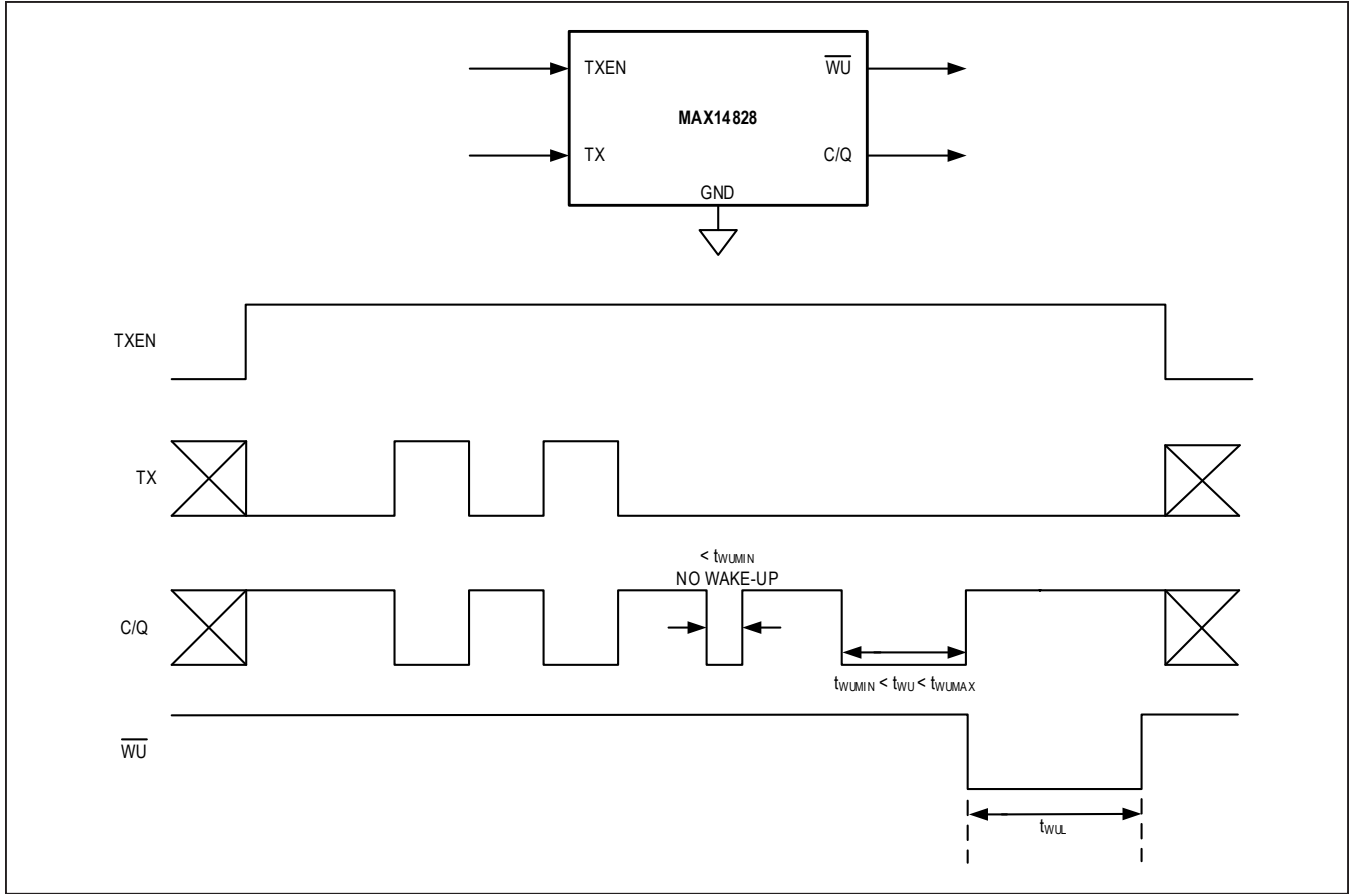 TXEN
WU
MAX14828
TX
C/Q
GND
TXEN
TX
< tWUMIN
NO WAKE-UP
C/Q
tWUMIN < tWU < tWUMAX
WU
tWUL